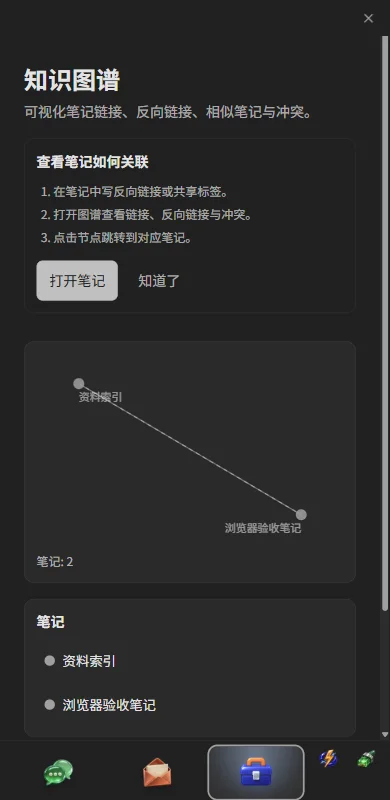 知识图谱
可视化笔记链接、反向链接、相似笔记与冲突。
查看笔记如何关联
1. 在笔记中写反向链接或共享标签。
2. 打开图谱查看链接、反向链接与冲突。
3. 点击节点跳转到对应笔记。
打开笔记 知道了
资料索引
浏览器验收笔记
笔记: 2
笔记
资料索引
浏览器验收笔记